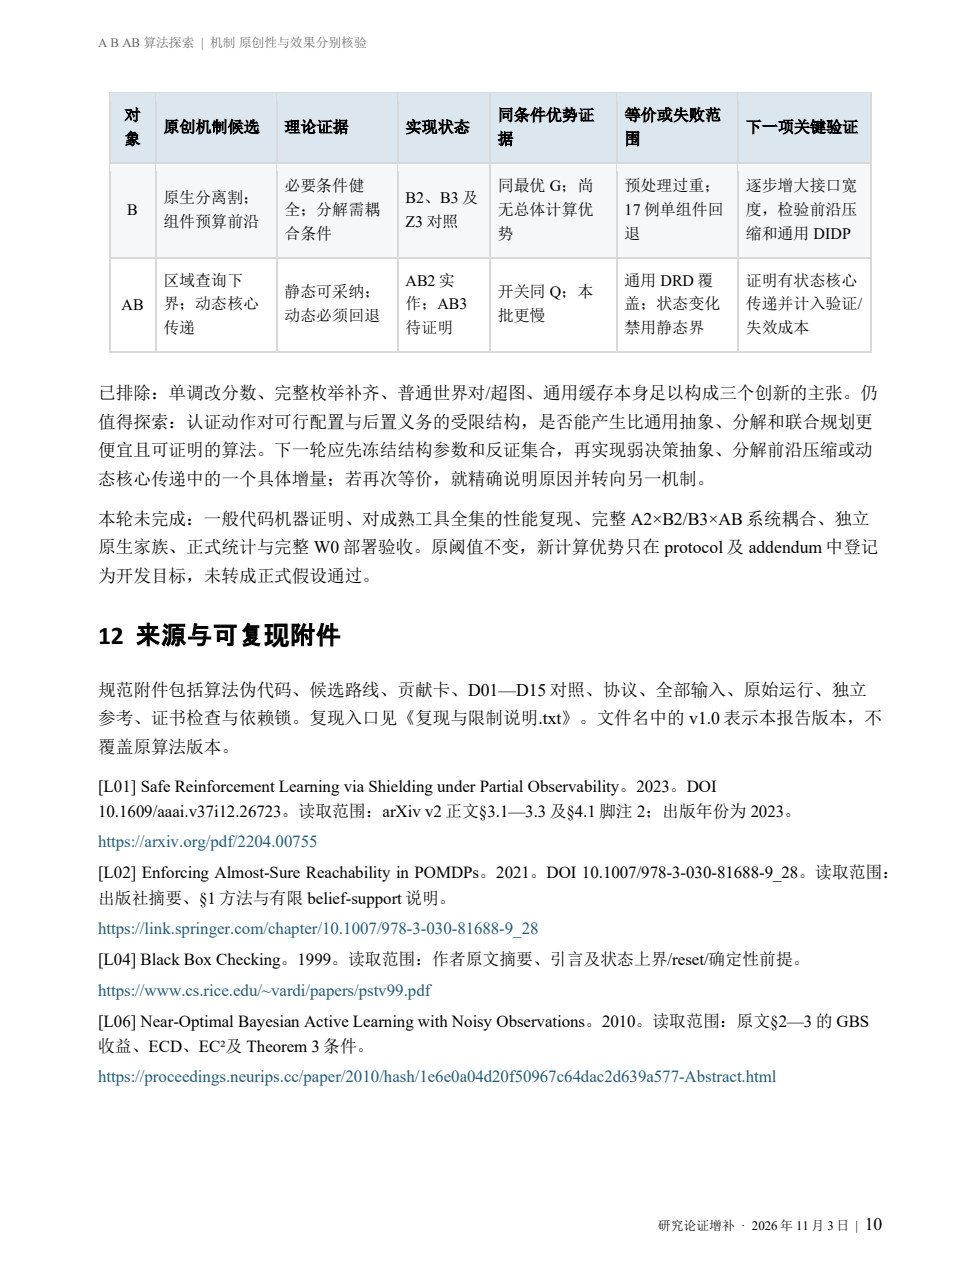 A B AB 算法探索 | 机制 原创性与效果分别核验
对象 原创机制候选 理论证据 实现状态 同条件优势证据 等价或失败范围 下一项关键验证
B 原生分离割；组件预算前沿 必要条件健全；分解需耦合条件 B2、B3 及 Z3 对照 同最优 G；尚无总体计算优势 预处理过重；17 例单组件回退 逐步增大接口宽度，检验前沿压缩和通用 DIDP
AB 区域查询下界；动态核心传递 静态可采纳；动态必须回退 AB2 实作；AB3 待证明 开关同 Q；本批更慢 通用 DRD 覆盖；状态变化禁用静态界 证明有状态核心传递并计入验证/失效成本
已排除：单调改分数、完整枚举补齐、普通世界对/超图、通用缓存本身足以构成三个创新的主张。仍
值得探索：认证动作对可行配置与后置义务的受限结构，是否能产生比通用抽象、分解和联合规划更
便宜且可证明的算法。下一轮应先冻结结构参数和反证集合，再实现弱决策抽象、分解前沿压缩或动
态核心传递中的一个具体增量；若再次等价，就精确说明原因并转向另一机制。
本轮未完成：一般代码机器证明、对成熟工具全集的性能复现、完整 A2×B2/B3×AB 系统耦合、独立
原生家族、正式统计与完整 W0 部署验收。原阈值不变，新计算优势只在 protocol 及 addendum 中登记
为开发目标，未转成正式假设通过。
12 来源与可复现附件
规范附件包括算法伪代码、候选路线、贡献卡、D01—D15 对照、协议、全部输入、原始运行、独立
参考、证书检查与依赖锁。复现入口见《复现与限制说明.txt》。文件名中的 v1.0 表示本报告版本，不
覆盖原算法版本。
[L01] Safe Reinforcement Learning via Shielding under Partial Observability。2023。DOI
10.1609/aaai.v37i12.26723。读取范围：arXiv v2 正文§3.1—3.3 及§4.1 脚注 2；出版年份为 2023。
https://arxiv.org/pdf/2204.00755
[L02] Enforcing Almost-Sure Reachability in POMDPs。2021。DOI 10.1007/978-3-030-81688-9_28。读取范围：
出版社摘要、§1 方法与有限 belief-support 说明。
https://link.springer.com/chapter/10.1007/978-3-030-81688-9_28
[L04] Black Box Checking。1999。读取范围：作者原文摘要、引言及状态上界/reset/确定性前提。
https://www.cs.rice.edu/~vardi/papers/pstv99.pdf
[L06] Near-Optimal Bayesian Active Learning with Noisy Observations。2010。读取范围：原文§2—3 的 GBS
收益、ECD、EC²及 Theorem 3 条件。
https://proceedings.neurips.cc/paper/2010/hash/1e6e0a04d20f50967c64dac2d639a577-Abstract.html
研究论证增补 · 2026 年 11 月 3 日 | 10